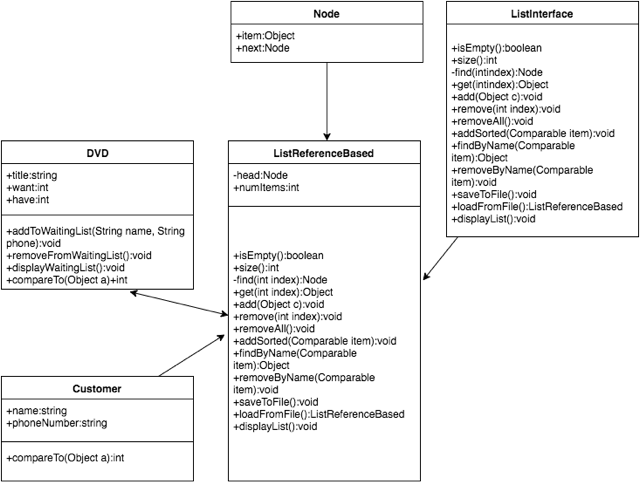 Node
+item:Object
+next:Node
ListInterface
+isEmpty():boolean
+size():int
-find(intindex):Node
+get(intindex):Object
+add(Object c):void
+remove(int index):void
+removeAll():void
+addSorted(Comparable item):void
+findByName(Comparable
item):Object
+removeByName(Comparable
item):void
+saveToFile():void
+loadFromFile():ListReferenceBased
+displayList():void
DVD
+title:string
+want:int
+have:int
+addToWaitingList(String name, String
phone):void
+removeFromWaitingList():void
+displayWaitingList():void
+compareTo(Object a)+int
ListReferenceBased
-head:Node
+numItems:int
+isEmpty():boolean
+size():int
-find(int index):Node
+get(int index):Object
+add(Object c):void
+remove(int index):void
+removeAll():void
+addSorted(Comparable item):void
+findByName(Comparable
item):Object
+removeByName(Comparable
item):void
+saveToFile():void
+loadFromFile():ListReferenceBased
+displayList():void
Customer
+name:string
+phoneNumber:string
+compareTo(Object a):int